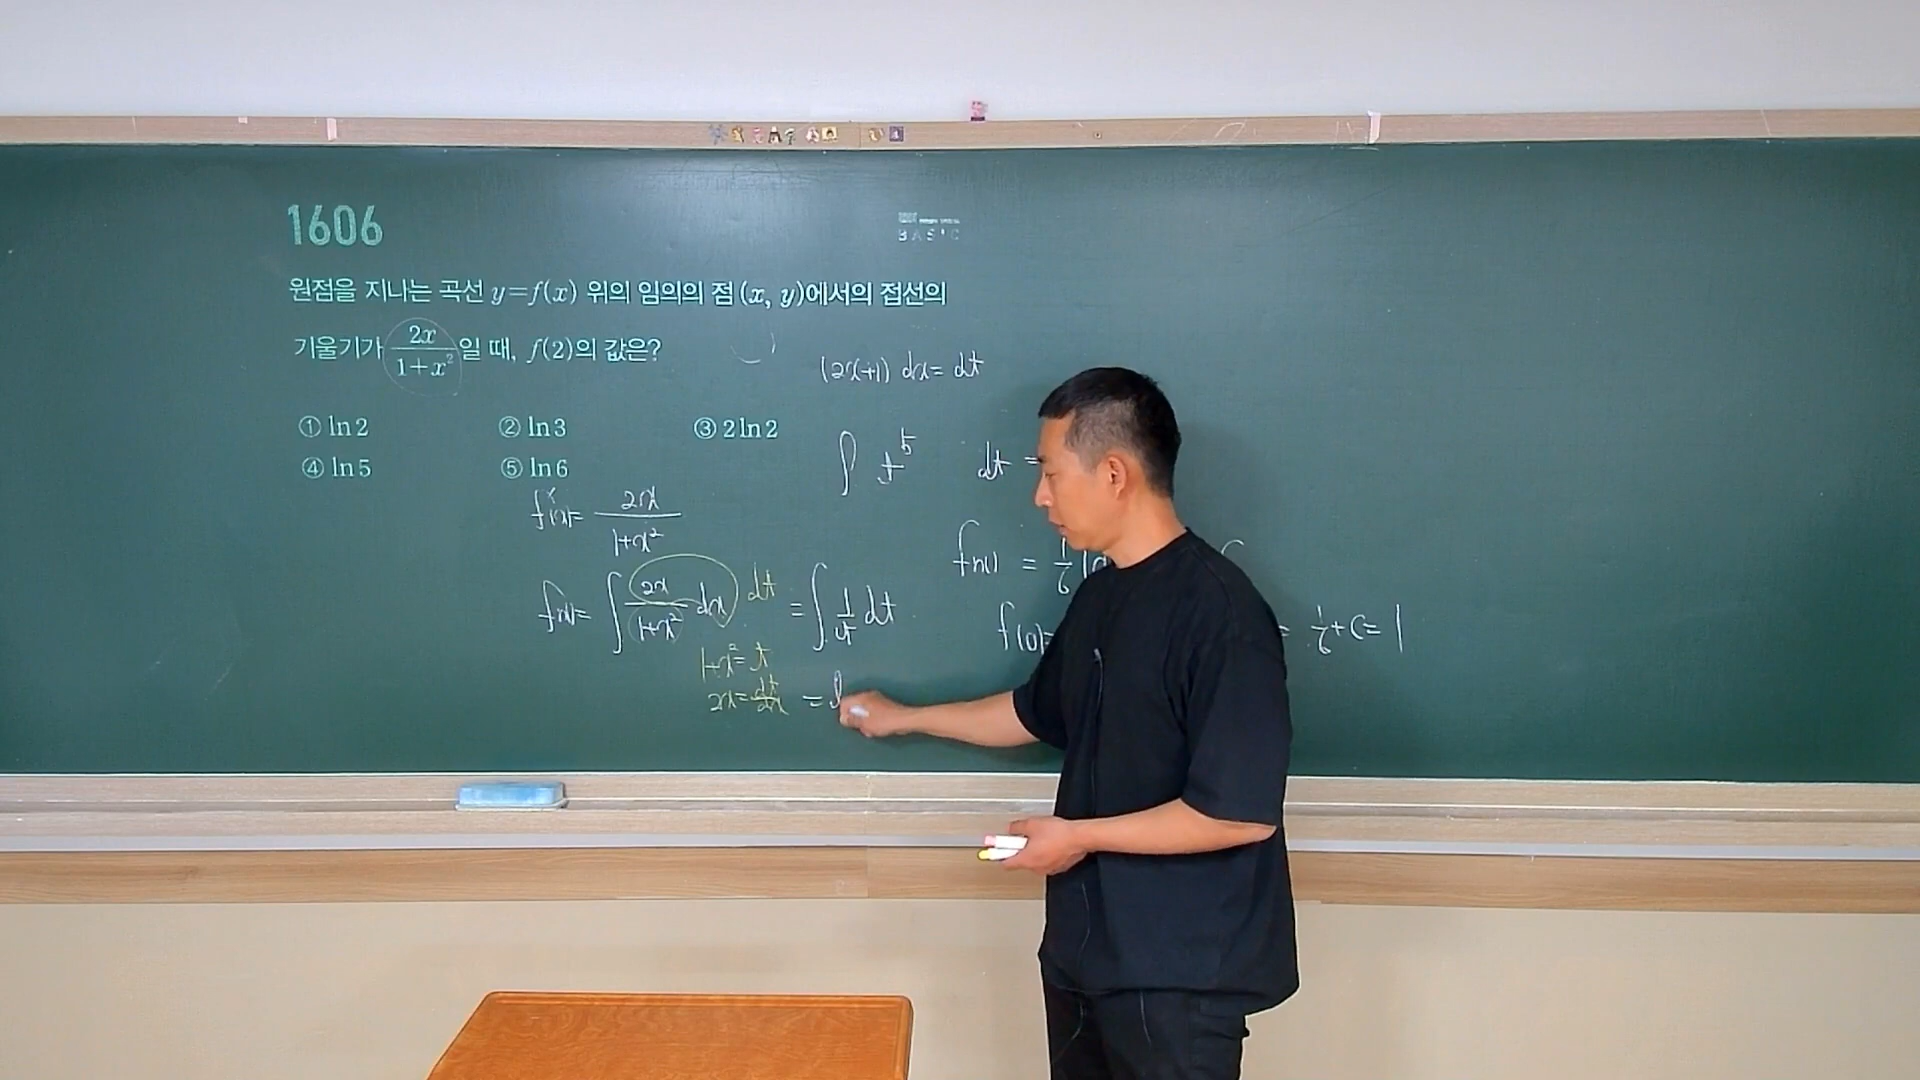 1606
BASIC
원점을 지나는 곡선 y=f(x) 위의 임의의 점 (x, y)에서의 접선의
기울기가 2x/(1+x²)일 때, f(2)의 값은?
① ln2 ② ln3 ③ 2ln2
④ ln5 ⑤ ln6
f'(x)= 2x/(1+x²)
f(x)= ∫ 2x/(1+x²) dx dt = ∫ 1/t dt
1+x²=t
2x=dt/dx = l
(2x+1) dx= dt
∫ t⁵ dt =
f(x) = 1/6
f(0)= = 1/6+C= 1